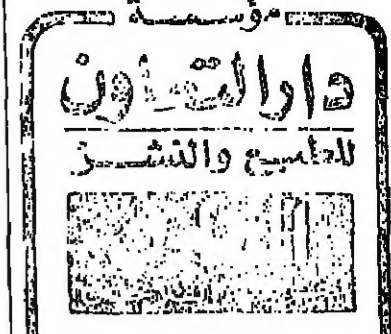 مؤسسة
دار التعاون
للطبع والنشر